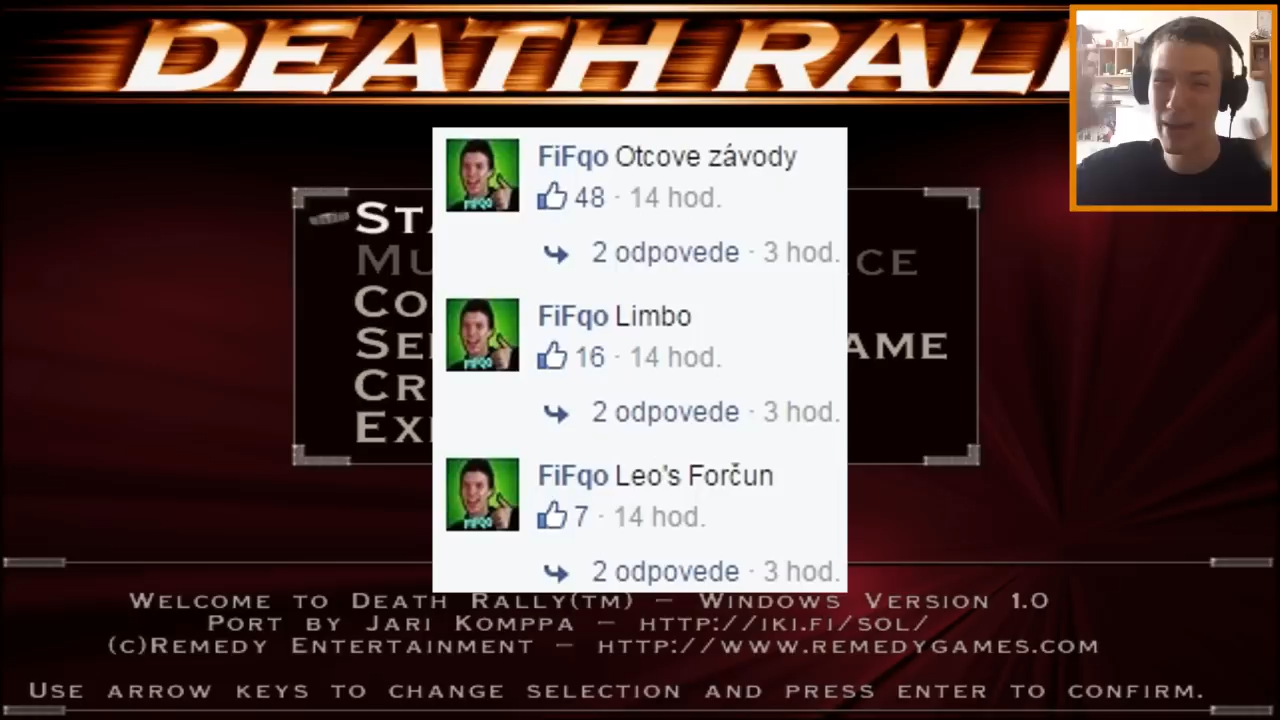 DEATH RALL
FiFqo Otcove závody
48 · 14 hod.
2 odpovede · 3 hod.
FiFqo Limbo
16 · 14 hod.
2 odpovede · 3 hod.
FiFqo Leo's Forčun
7 · 14 hod.
2 odpovede · 3 hod.
ST
MU CE
CO
SE AME
CR
EX
WELCOME TO DEATH RALLY(TM) – WINDOWS VERSION 1.0
PORT BY JARI KOMPPA – HTTP://IKI.FI/SOL/
(C)REMEDY ENTERTAINMENT – HTTP://WWW.REMEDYGAMES.COM
USE ARROW KEYS TO CHANGE SELECTION AND PRESS ENTER TO CONFIRM.